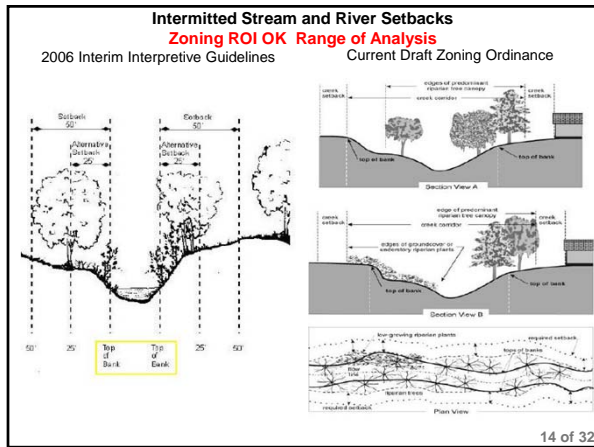 Intermitted Stream and River Setbacks
Zoning ROI OK Range of Analysis
2006 Interim Interpretive Guidelines
Current Draft Zoning Ordinance
Setback
50'
Setback
50'
Alternative
Setback
25'
Alternative
Setback
25'
50'
25'
Top
of
Bank
Top
of
Bank
25'
50'
creek
setback
edges of predominant
riparian tree canopy
creek
setback
creek corridor
top of bank
top of bank
Section View A
creek
setback
edge of predominant
riparian tree canopy
creek
setback
creek corridor
edges of groundcover or
understory riparian plants
top of bank
top of bank
Section View B
low-growing riparian plants
required setback
tops of banks
flow
line
riparian trees
required setback
Plan View
14 of 32